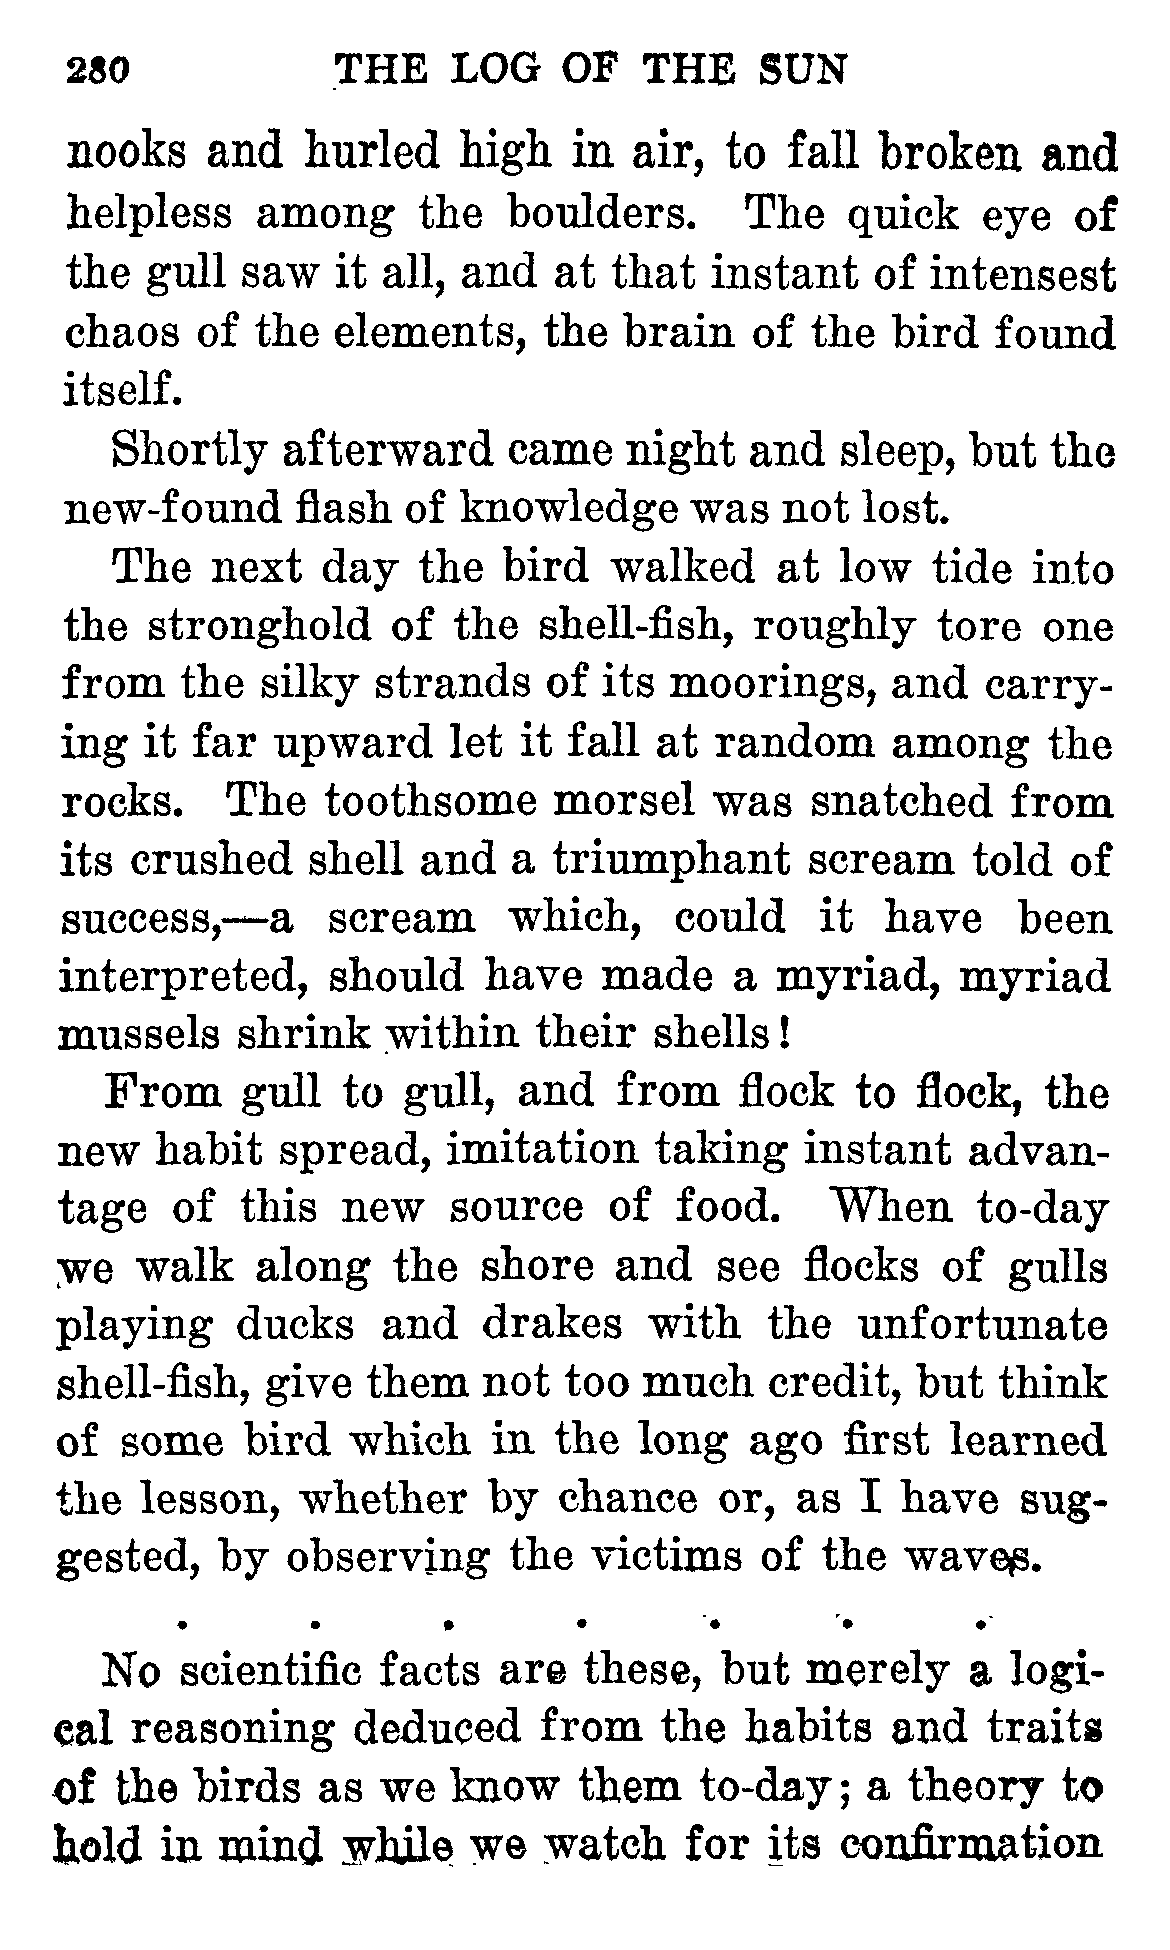 280 THE LOG OF THE SUN
nooks and hurled high in air, to fall broken and
helpless among the boulders. The quick eye of
the gull saw it all, and at that instant of intensest
chaos of the elements, the brain of the bird found
itself.
Shortly afterward came night and sleep, but the
new-found flash of knowledge was not lost.
The next day the bird walked at low tide into
the stronghold of the shell-fish, roughly tore one
from the silky strands of its moorings, and carry-
ing it far upward let it fall at random among the
rocks. The toothsome morsel was snatched from
its crushed shell and a triumphant scream told of
success,—a scream which, could it have been
interpreted, should have made a myriad, myriad
mussels shrink within their shells!
From gull to gull, and from flock to flock, the
new habit spread, imitation taking instant advan-
tage of this new source of food. When to-day
we walk along the shore and see flocks of gulls
playing ducks and drakes with the unfortunate
shell-fish, give them not too much credit, but think
of some bird which in the long ago first learned
the lesson, whether by chance or, as I have sug-
gested, by observing the victims of the waves.
. . . . . . .
No scientific facts are these, but merely a logi-
cal reasoning deduced from the habits and traits
of the birds as we know them to-day; a theory to
hold in mind while we watch for its confirmation